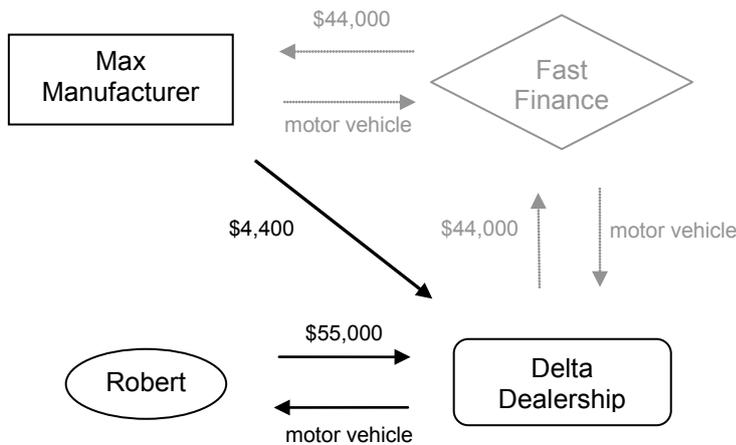 $44,000
Max
Manufacturer
Fast
Finance
motor vehicle
$4,400
$44,000
motor vehicle
$55,000
Robert
Delta
Dealership
motor vehicle